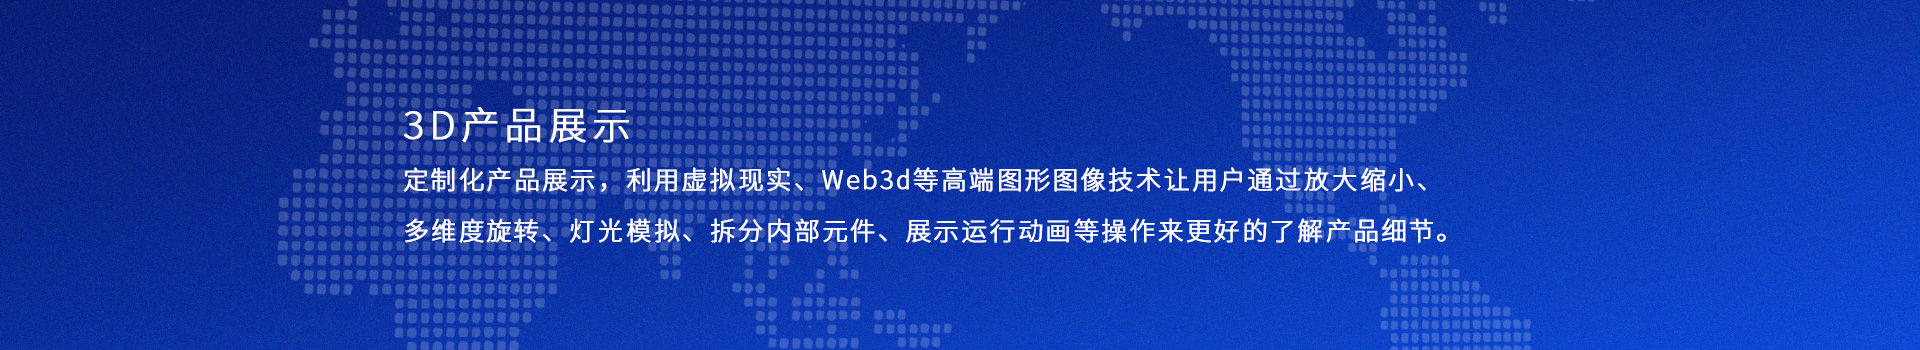 3D产品展示
定制化产品展示，利用虚拟现实、Web3d等高端图形图像技术让用户通过放大缩小、
多维度旋转、灯光模拟、拆分内部元件、展示运行动画等操作来更好的了解产品细节。